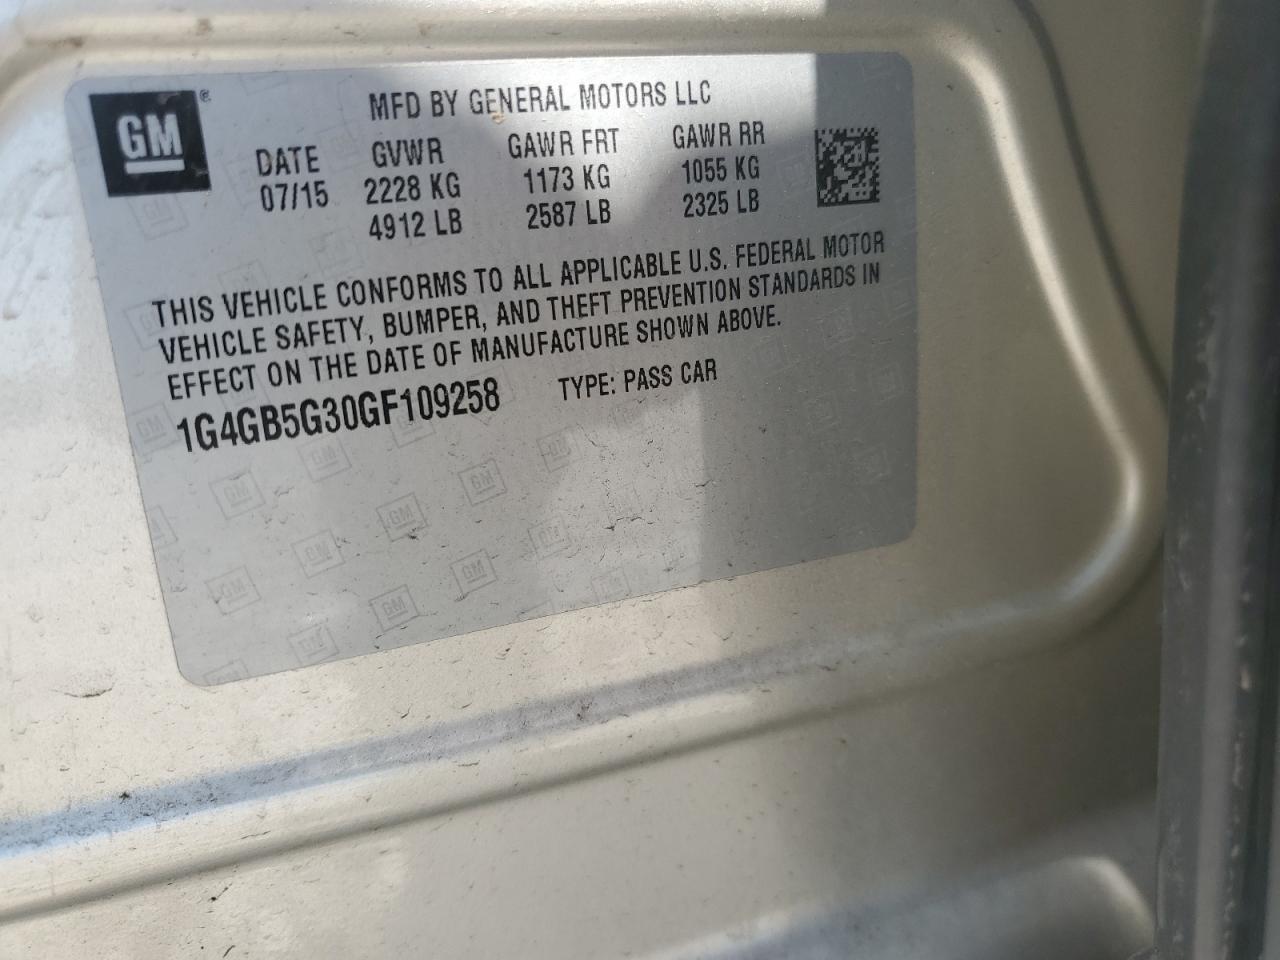 GM ®
MFD BY GENERAL MOTORS LLC
DATE GVWR GAWR FRT GAWR RR
07/15 2228 KG 1173 KG 1055 KG
4912 LB 2587 LB 2325 LB
THIS VEHICLE CONFORMS TO ALL APPLICABLE U.S. FEDERAL MOTOR
VEHICLE SAFETY, BUMPER, AND THEFT PREVENTION STANDARDS IN
EFFECT ON THE DATE OF MANUFACTURE SHOWN ABOVE.
1G4GB5G30GF109258 TYPE: PASS CAR